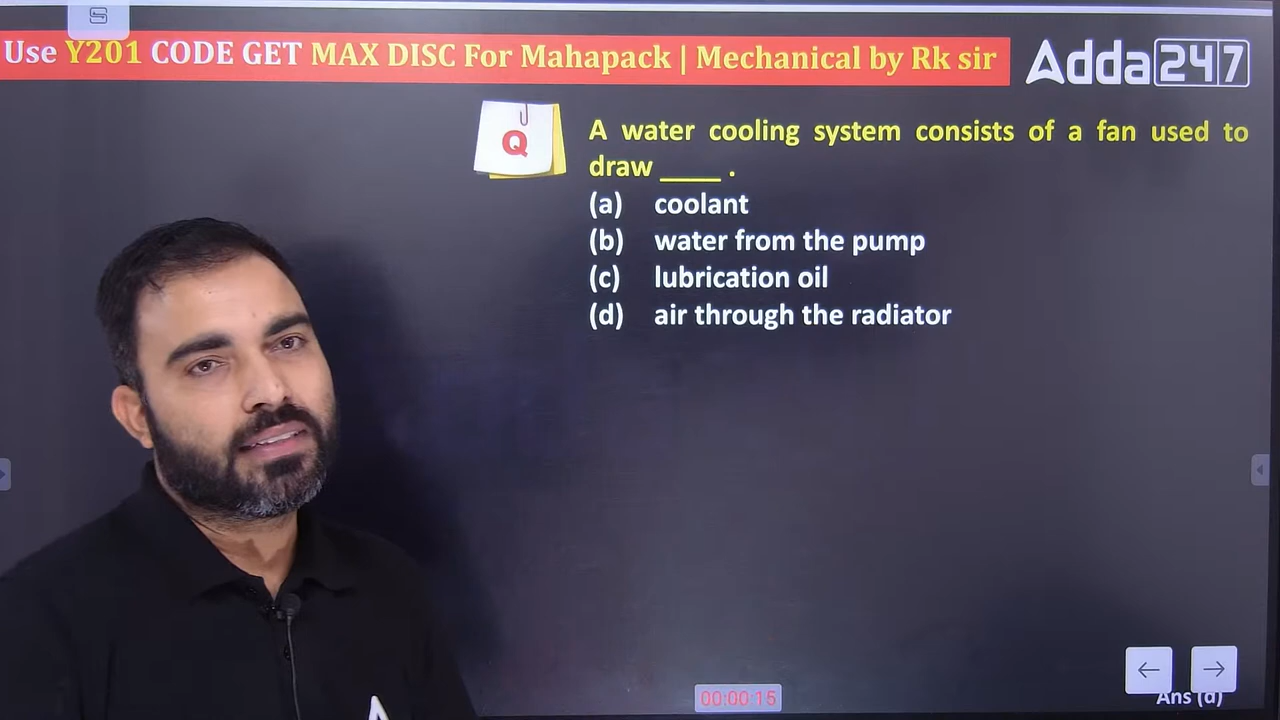 Use Y201 CODE GET MAX DISC For Mahapack | Mechanical by Rk sir
Adda247
Q
A water cooling system consists of a fan used to
draw ____ .
(a) coolant
(b) water from the pump
(c) lubrication oil
(d) air through the radiator
00:00:15
Ans (d)